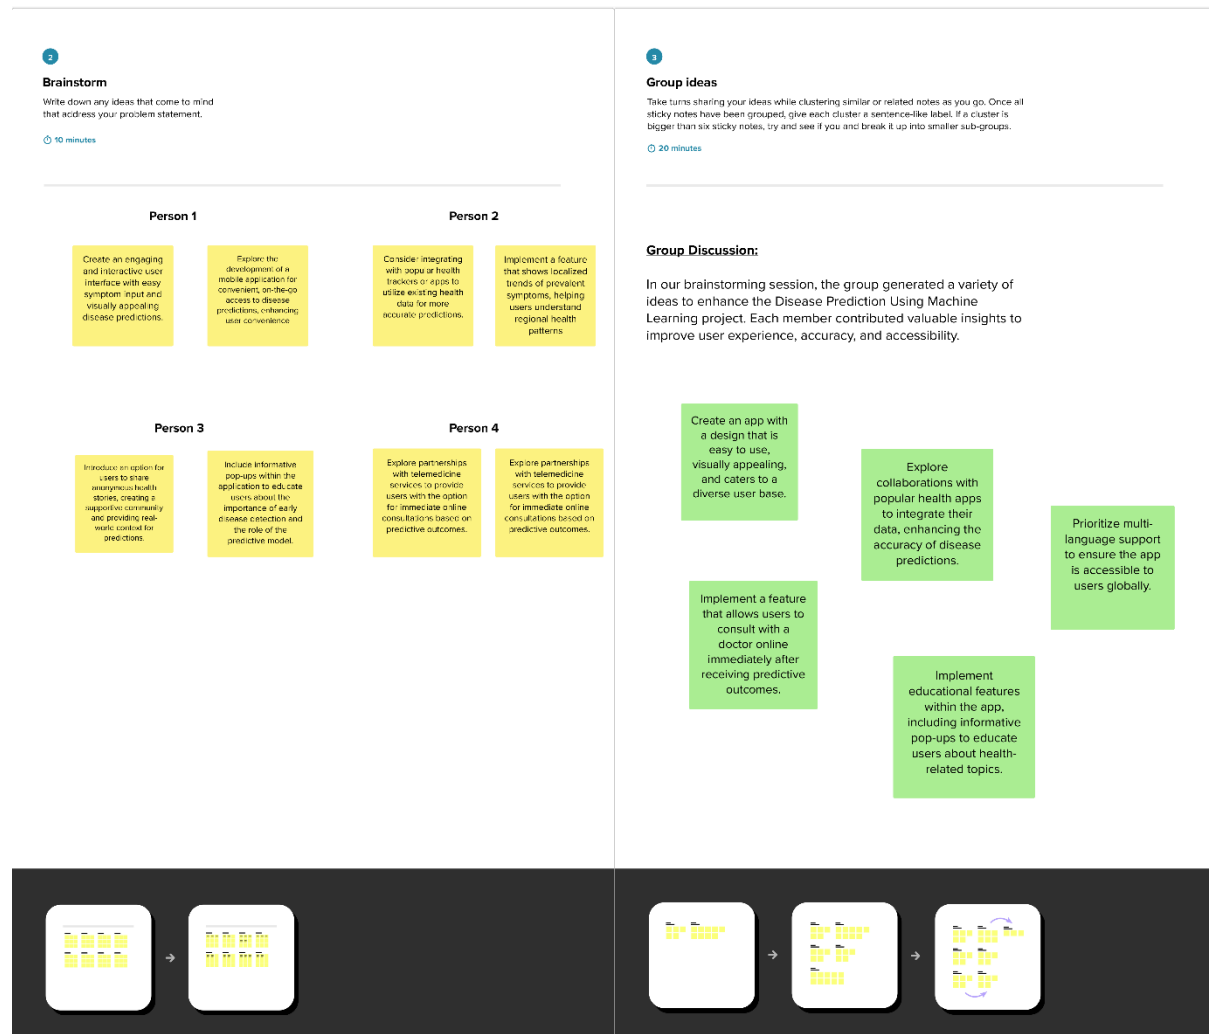 2
Brainstorm
Write down any ideas that come to mind
that address your problem statement.
10 minutes
Person 1
Create an engaging
and interactive user
interface with easy
symptom input and
visually appealing
disease predictions.
Explore the
development of a
mobile application for
convenient, on-the-go
access to disease
predictions, enhancing
user convenience
Person 2
Consider integrating
with popular health
trackers or apps to
utilize existing health
data for more
accurate predictions.
Implement a feature
that shows localized
trends of prevalent
symptoms, helping
users understand
regional health
patterns
Person 3
Introduce an option for
users to share
anonymous health
stories, creating a
supportive community
and providing real-
world context for
predictions.
Include informative
pop-ups within the
application to educate
users about the
importance of early
disease detection and
the role of the
predictive model.
Person 4
Explore partnerships
with telemedicine
services to provide
users with the option
for immediate online
consultations based on
predictive outcomes.
Explore partnerships
with telemedicine
services to provide
users with the option
for immediate online
consultations based on
predictive outcomes.
3
Group ideas
Take turns sharing your ideas while clustering similar or related notes as you go. Once all
sticky notes have been grouped, give each cluster a sentence-like label. If a cluster is
bigger than six sticky notes, try and see if you and break it up into smaller sub-groups.
20 minutes
Group Discussion:
In our brainstorming session, the group generated a variety of
ideas to enhance the Disease Prediction Using Machine
Learning project. Each member contributed valuable insights to
improve user experience, accuracy, and accessibility.
Create an app with
a design that is
easy to use,
visually appealing,
and caters to a
diverse user base.
Explore
collaborations with
popular health apps
to integrate their
data, enhancing the
accuracy of disease
predictions.
Prioritize multi-
language support
to ensure the app
is accessible to
users globally.
Implement a feature
that allows users to
consult with a
doctor online
immediately after
receiving predictive
outcomes.
Implement
educational features
within the app,
including informative
pop-ups to educate
users about health-
related topics.